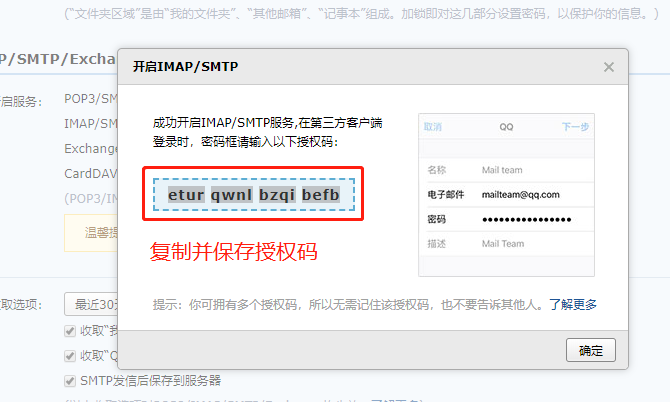 (“文件夹区域”是由“我的文件夹”、“其他邮箱”、“记事本”组成。加锁即对这几部分设置密码，以保护你的信息。)
P/SMTP/Excha
开启IMAP/SMTP
启服务：
POP3/SM
IMAP/SM
Exchange
CardDAV
(POP3/IM
温馨提
成功开启IMAP/SMTP服务,在第三方客户端
登录时，密码框请输入以下授权码：
etur qwnl bzqi befb
复制并保存授权码
取消 QQ 下一步
名称 Mail team
电子邮件 mailteam@qq.com
密码 ●●●●●●●●●●●●●●●●
描述 Mail Team
提示：你可拥有多个授权码，所以无需记住该授权码，也不要告诉其他人。了解更多
确定
取选项：
最近30天
收取“我
收取“Q
SMTP发信后保存到服务器